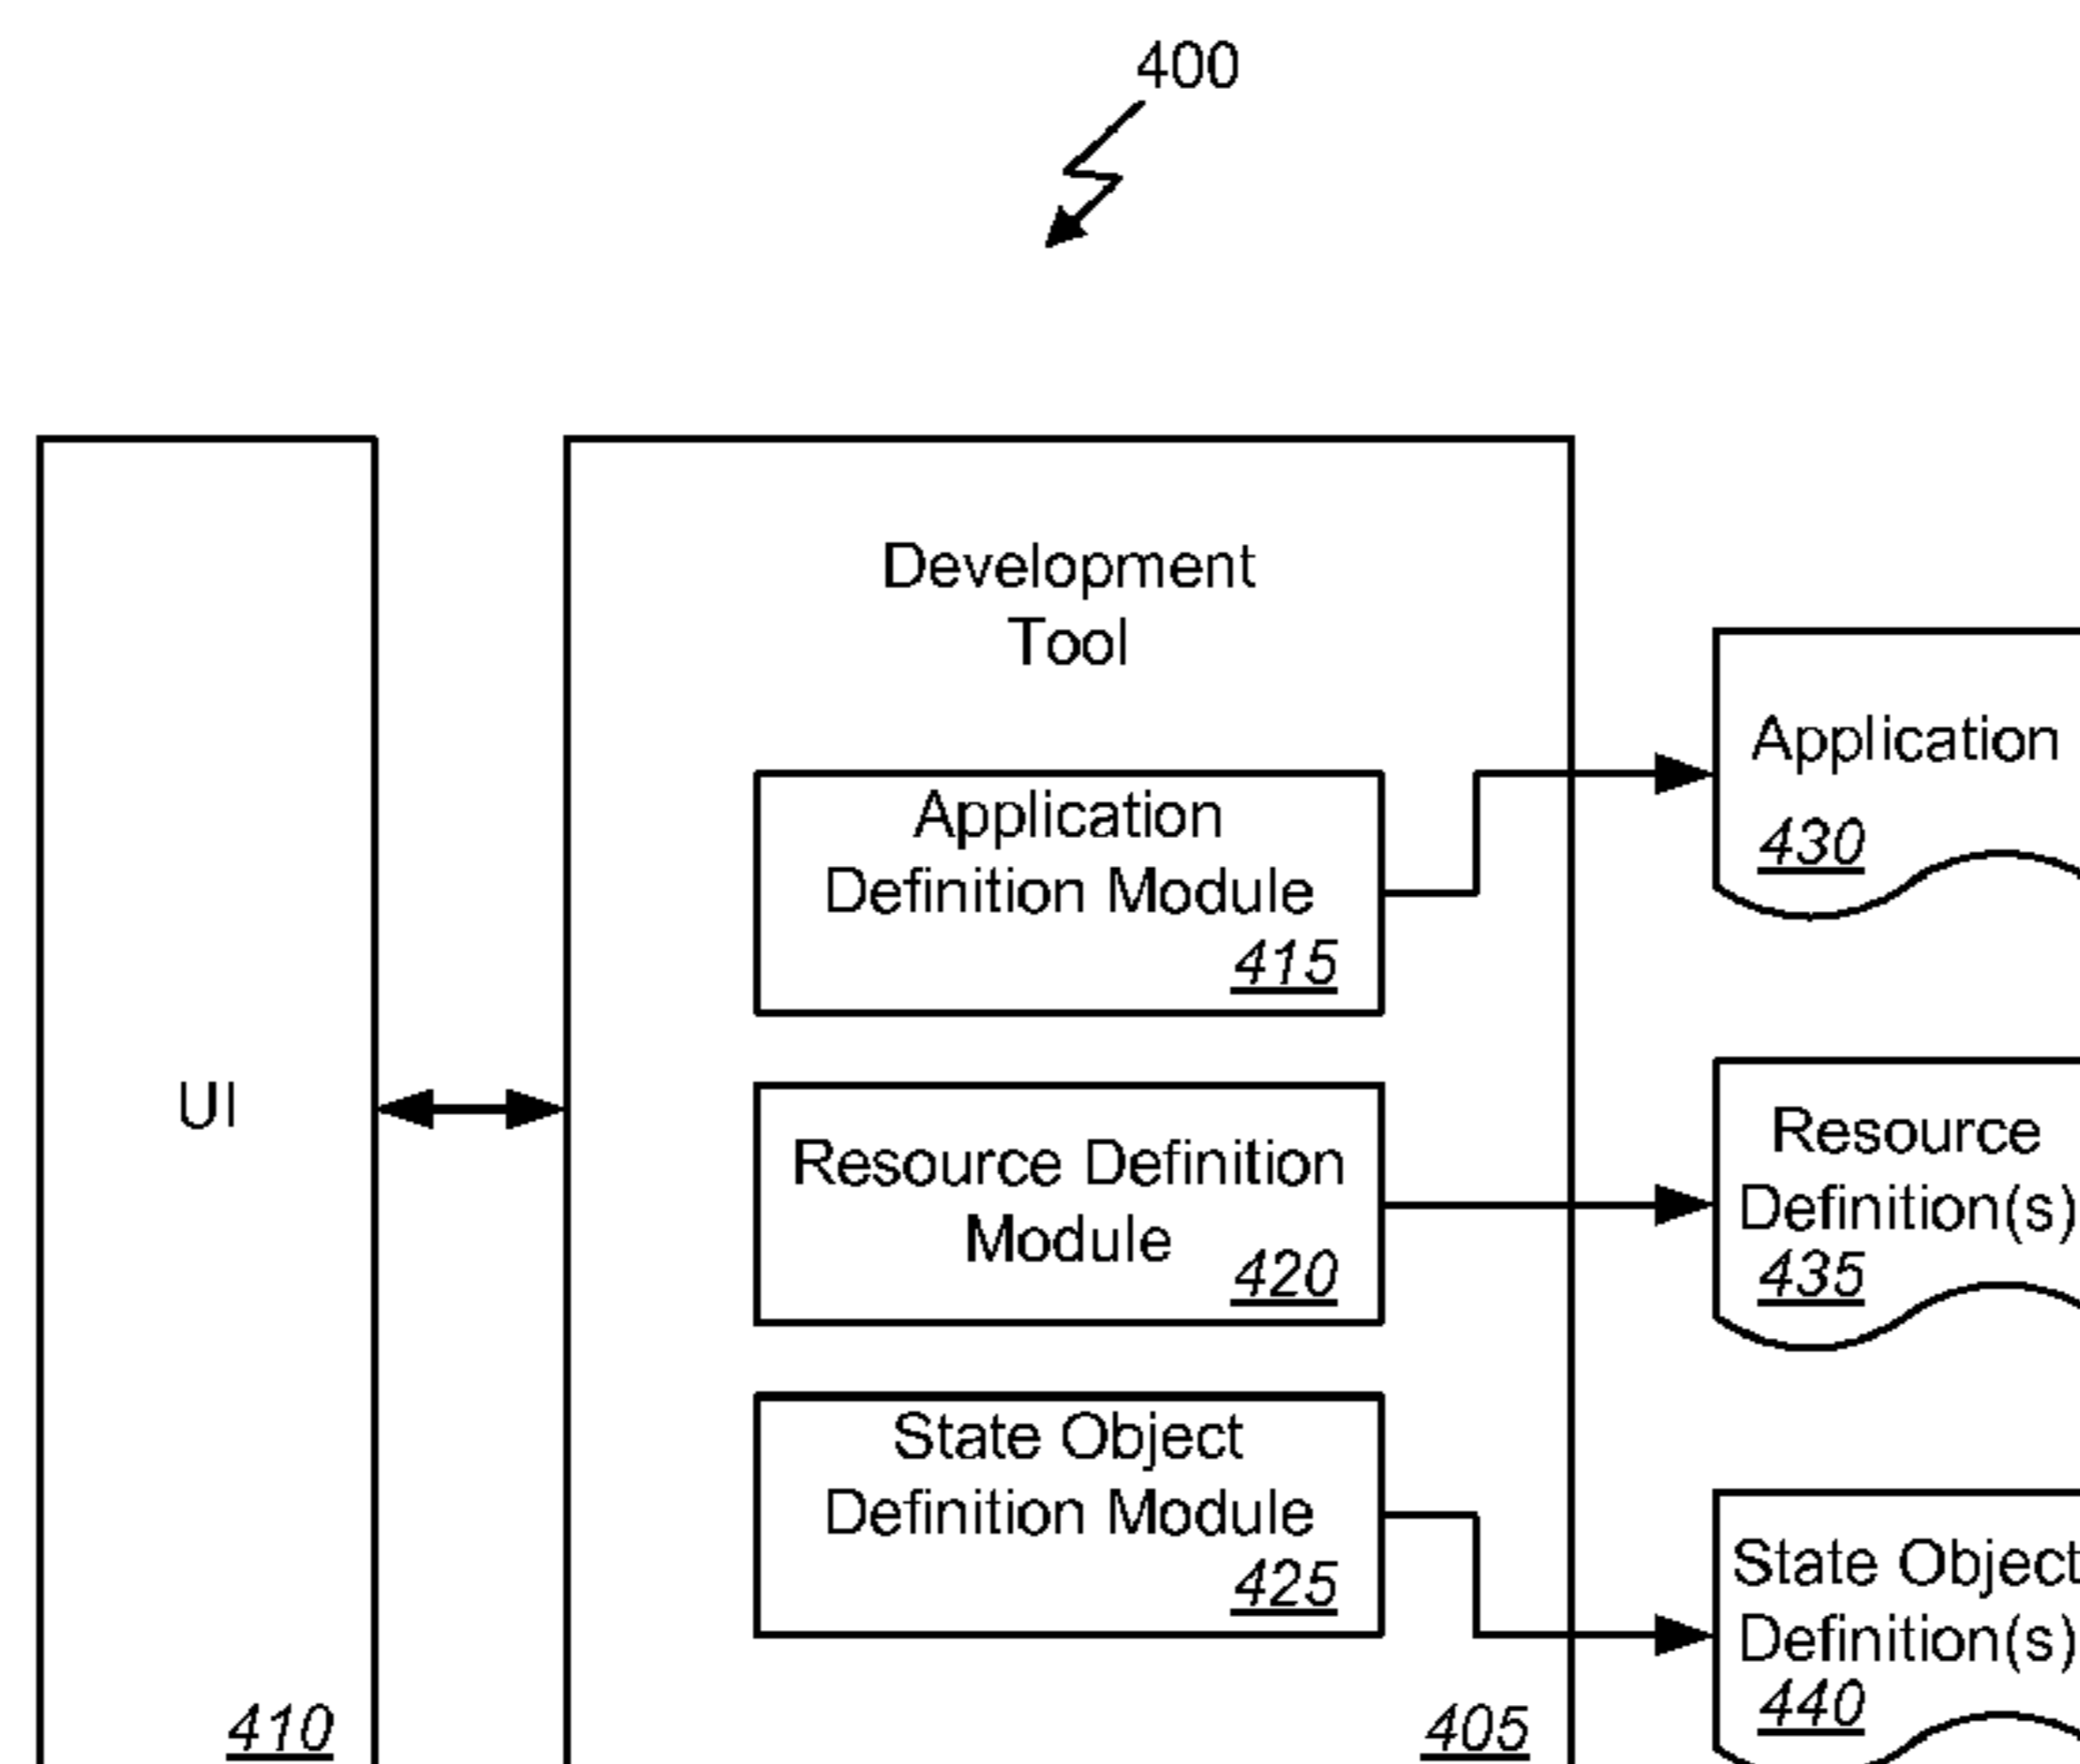 400
Development
Tool
Application
Definition Module
415
Resource Definition
Module
420
State Object
Definition Module
425
405
UI
410
Application
430
Resource
Definition(s)
435
State Object
Definition(s)
440